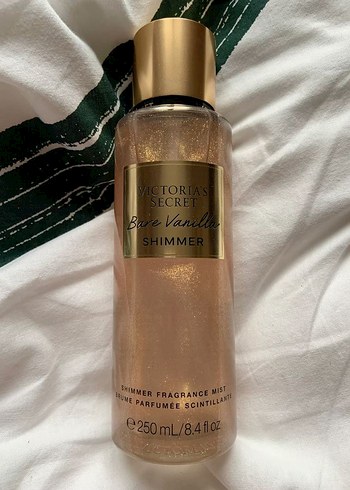 VICTORIA'S
SECRET
Bare Vanilla
SHIMMER
SHIMMER FRAGRANCE MIST
BRUME PARFUMÉE SCINTILLANTE
℮ 250 mL/8.4 fl oz